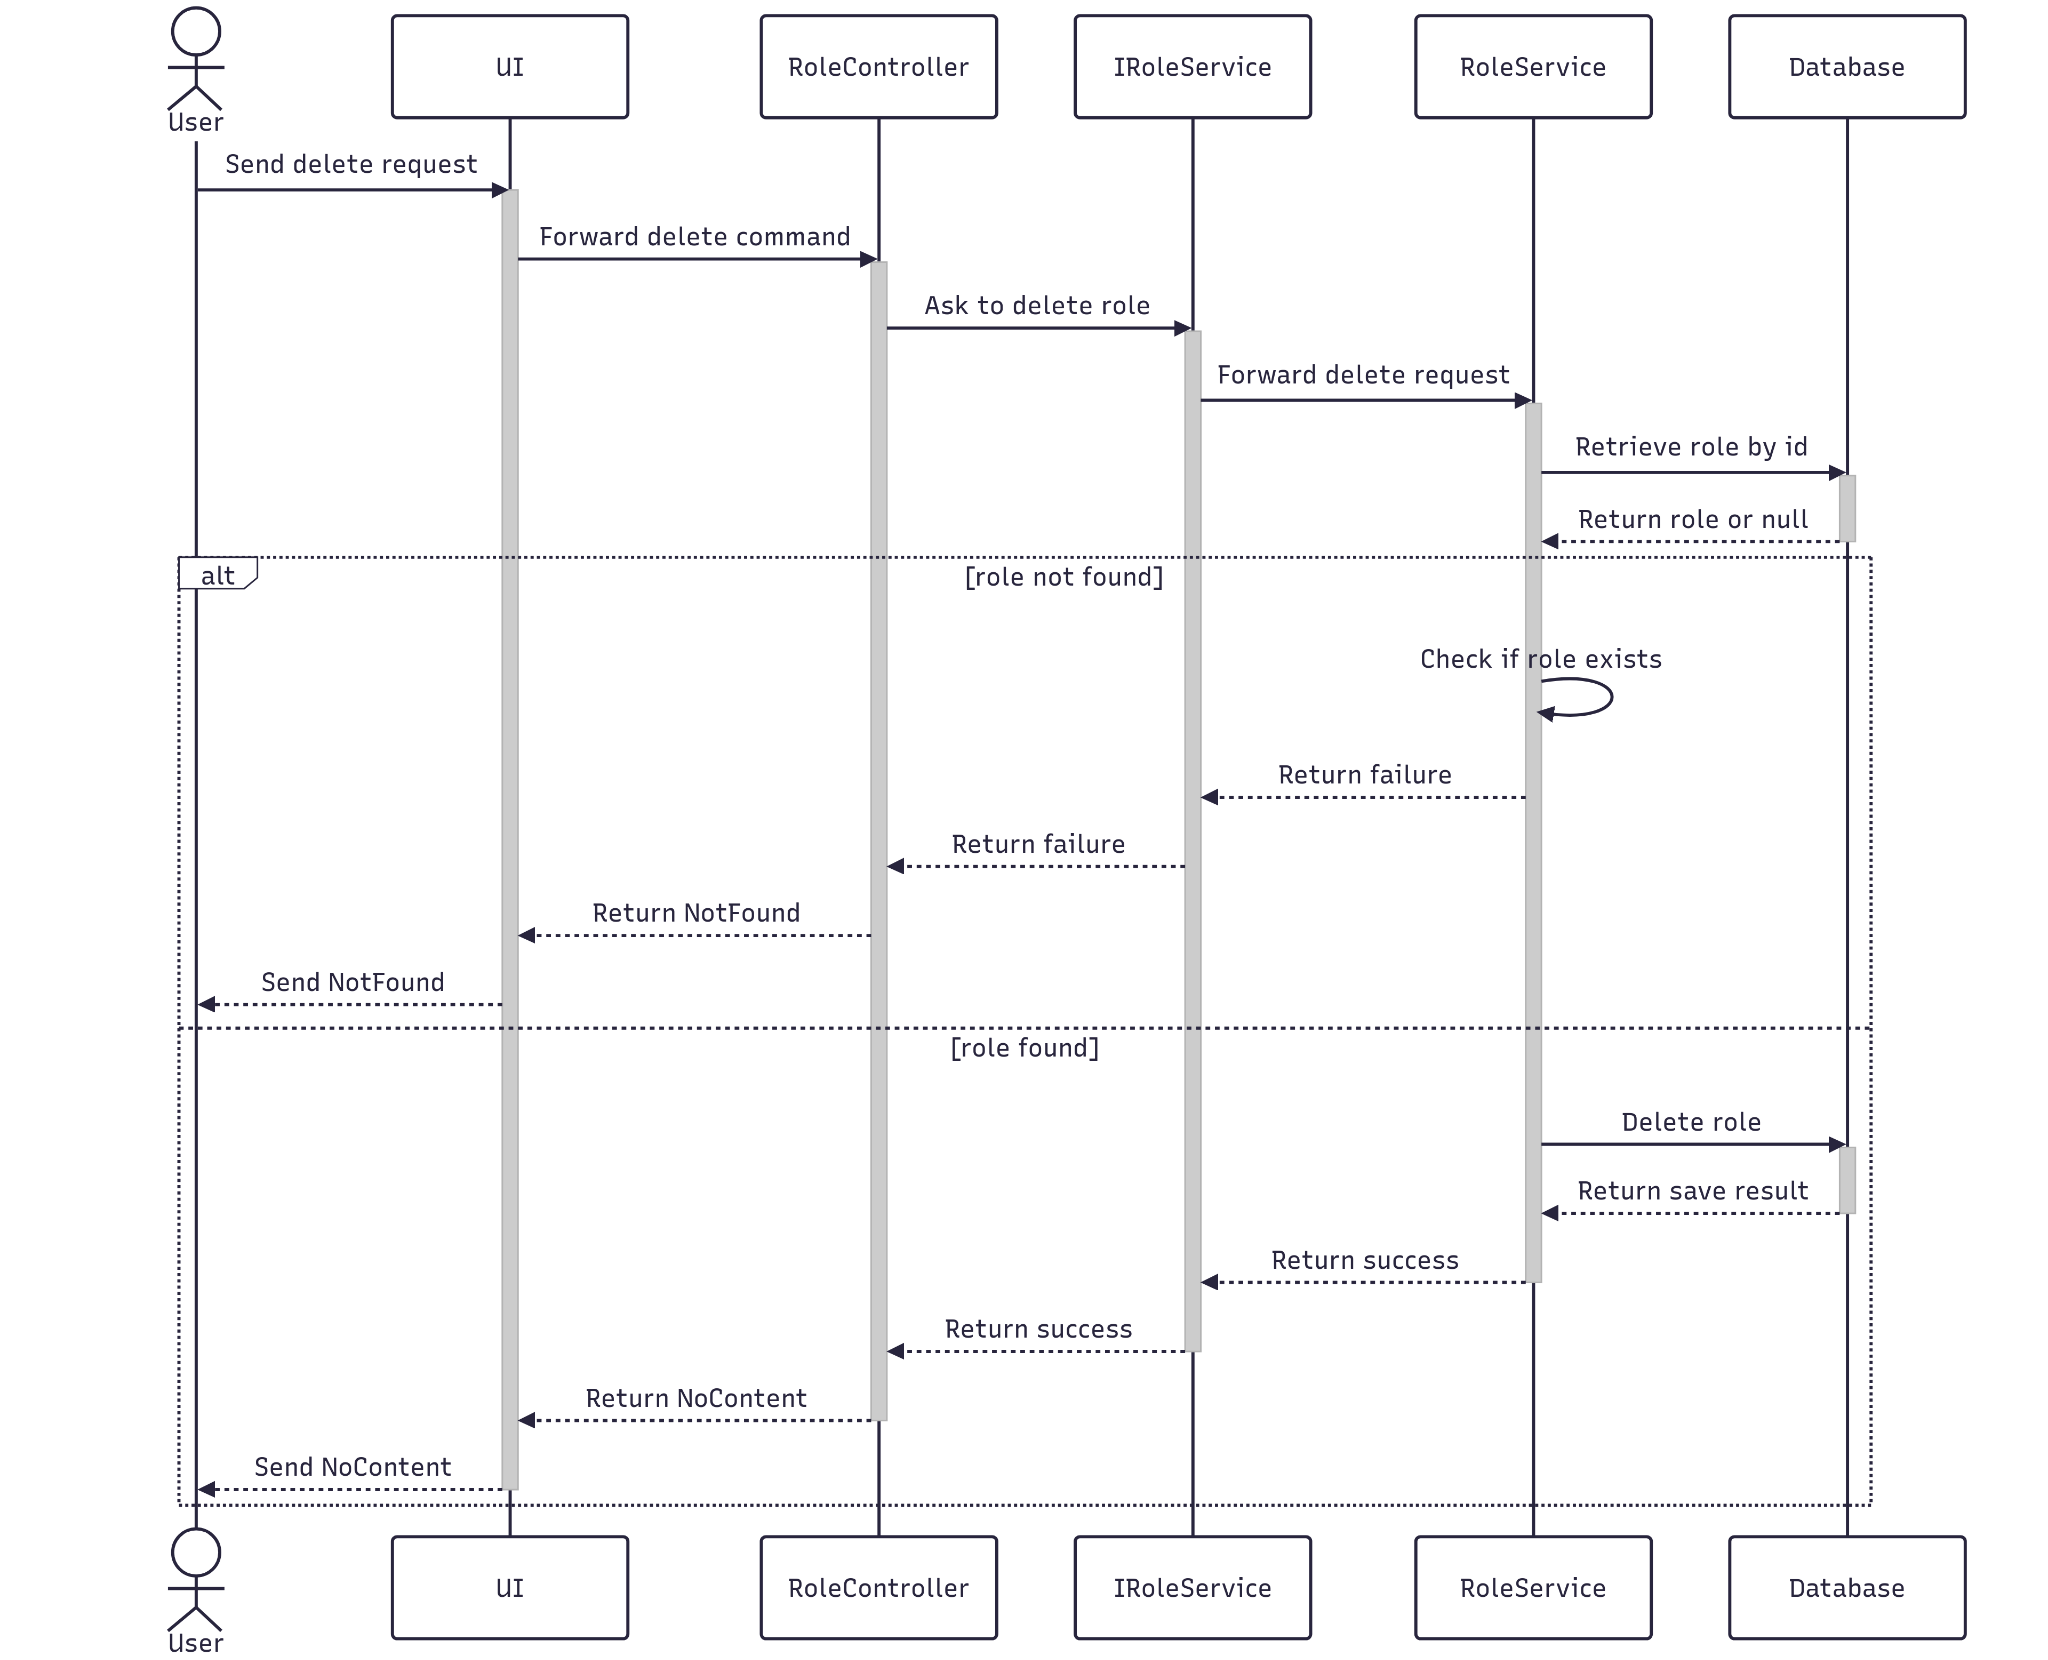 User
UI
RoleController
IRoleService
RoleService
Database
Send delete request
Forward delete command
Ask to delete role
Forward delete request
Retrieve role by id
Return role or null
alt
[role not found]
Check if role exists
Return failure
Return failure
Return NotFound
Send NotFound
[role found]
Delete role
Return save result
Return success
Return success
Return NoContent
Send NoContent
User
UI
RoleController
IRoleService
RoleService
Database